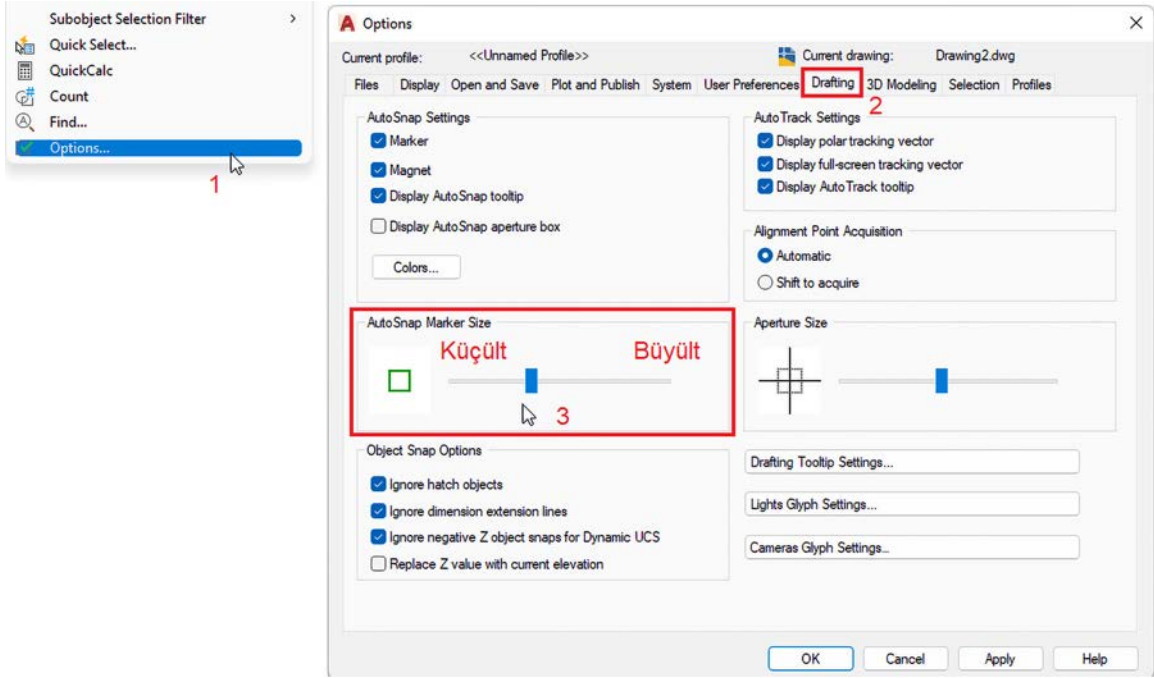 Subobject Selection Filter >
Quick Select...
QuickCalc
Count
Find...
Options...
1
A Options
Current profile: <<Unnamed Profile>> Current drawing: Drawing2.dwg
Files Display Open and Save Plot and Publish System User Preferences Drafting 3D Modeling Selection Profiles
2
AutoSnap Settings
Marker
Magnet
Display AutoSnap tooltip
Display AutoSnap aperture box
Colors...
AutoTrack Settings
Display polar tracking vector
Display full-screen tracking vector
Display AutoTrack tooltip
Alignment Point Acquisition
Automatic
Shift to acquire
AutoSnap Marker Size
Küçült Büyült
3
Aperture Size
Object Snap Options
Ignore hatch objects
Ignore dimension extension lines
Ignore negative Z object snaps for Dynamic UCS
Replace Z value with current elevation
Drafting Tooltip Settings...
Lights Glyph Settings...
Cameras Glyph Settings...
OK Cancel Apply Help